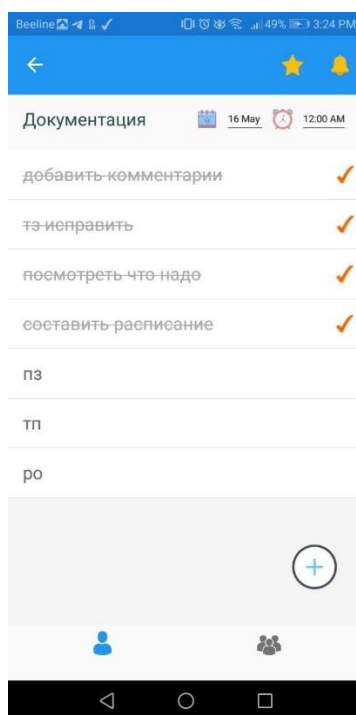 Beeline 49% 3:24 PM
Документация 16 May 12:00 AM
добавить комментарии
тз исправить
посмотреть что надо
составить расписание
пз
тп
ро